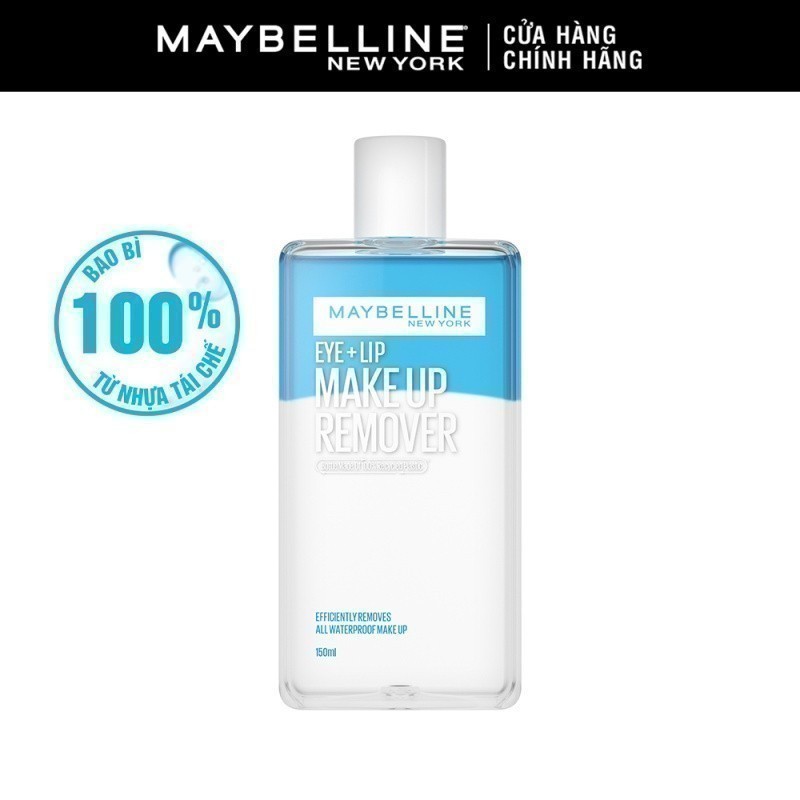 MAYBELLINE
NEW YORK
CỬA HÀNG
CHÍNH HÃNG
BAO BÌ
100%
TỪ NHỰA TÁI CHẾ
MAYBELLINE
NEW YORK
EYE + LIP
MAKE UP
REMOVER
EFFICIENTLY REMOVES
ALL WATERPROOF MAKE UP
150ml